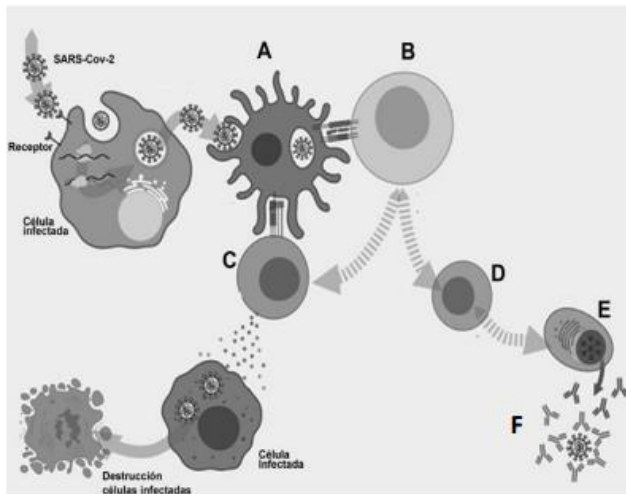 SARS-Cov-2
A
B
Receptor
Célula
infectada
C
D
E
F
Célula
Infectada
Destrucción
células infectadas